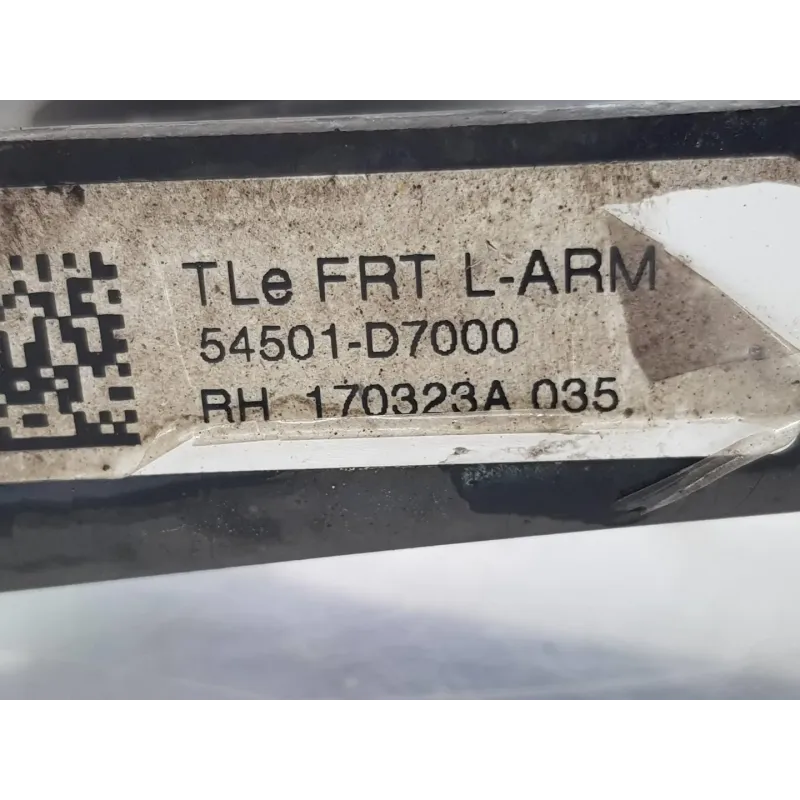 TLe FRT L-ARM
54501-D7000
RH 170323A 035